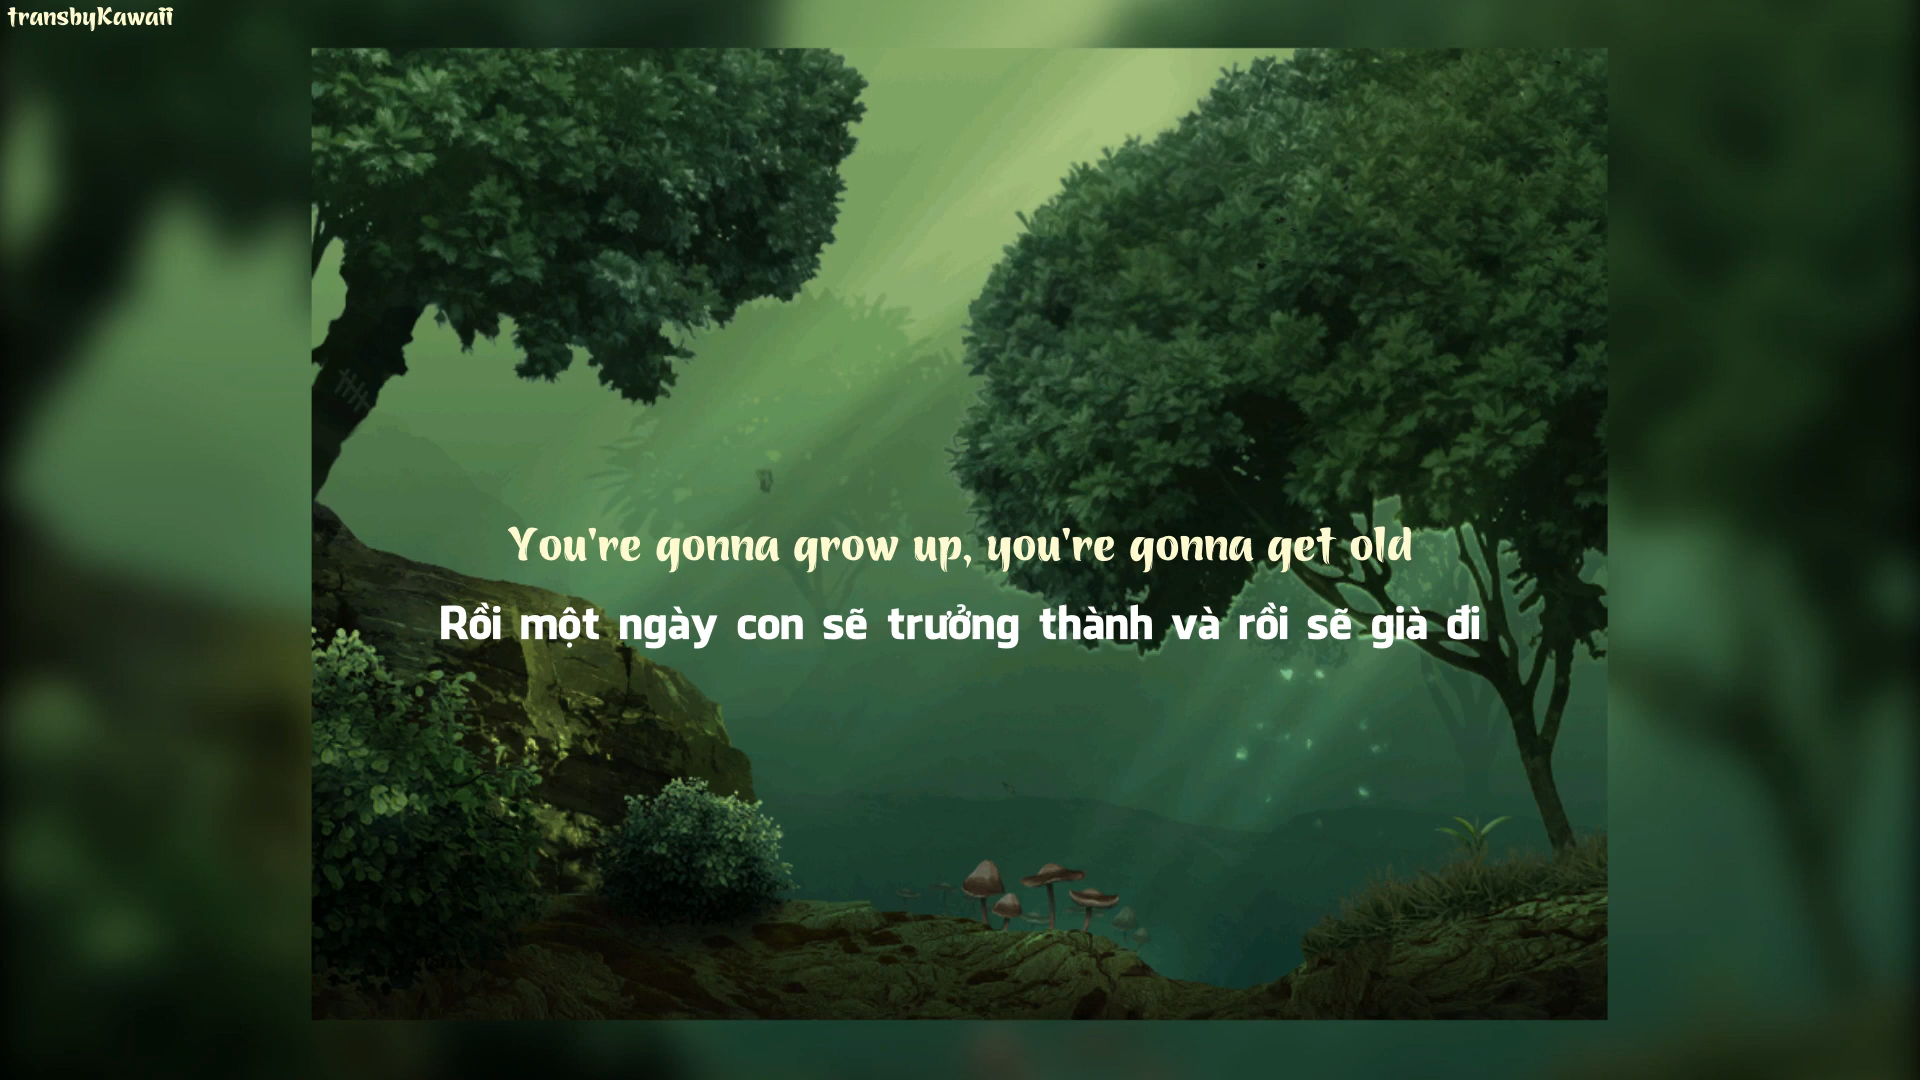 transbyKawaii
You're gonna grow up, you're gonna get old
Rồi một ngày con sẽ trưởng thành và rồi sẽ già đi